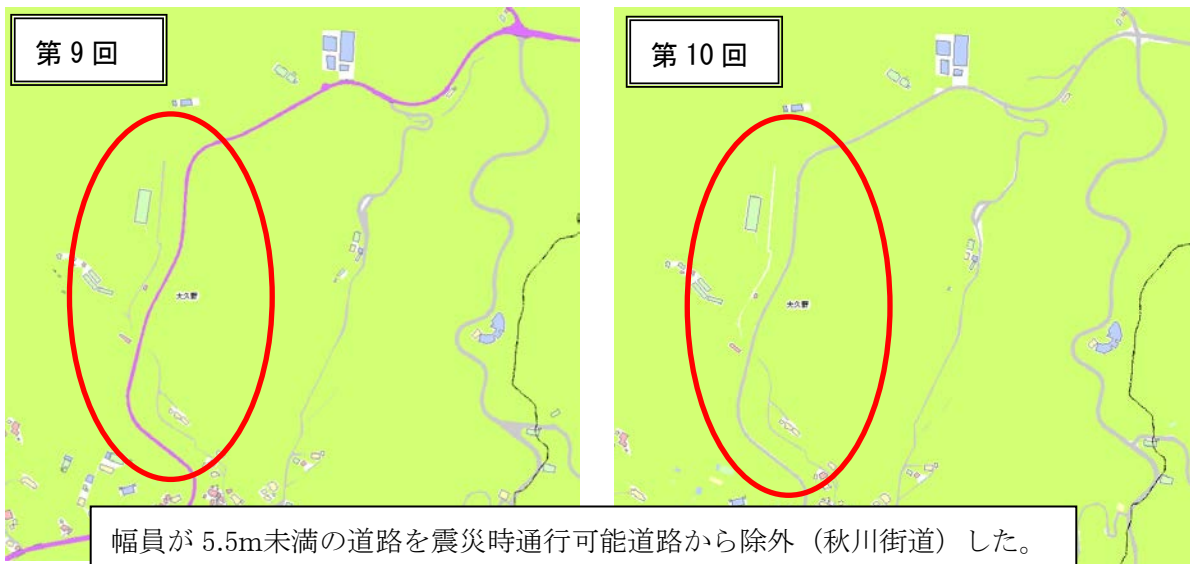 第9回
第10回
大久野
大久野
幅員が 5.5m未満の道路を震災時通行可能道路から除外（秋川街道）した。